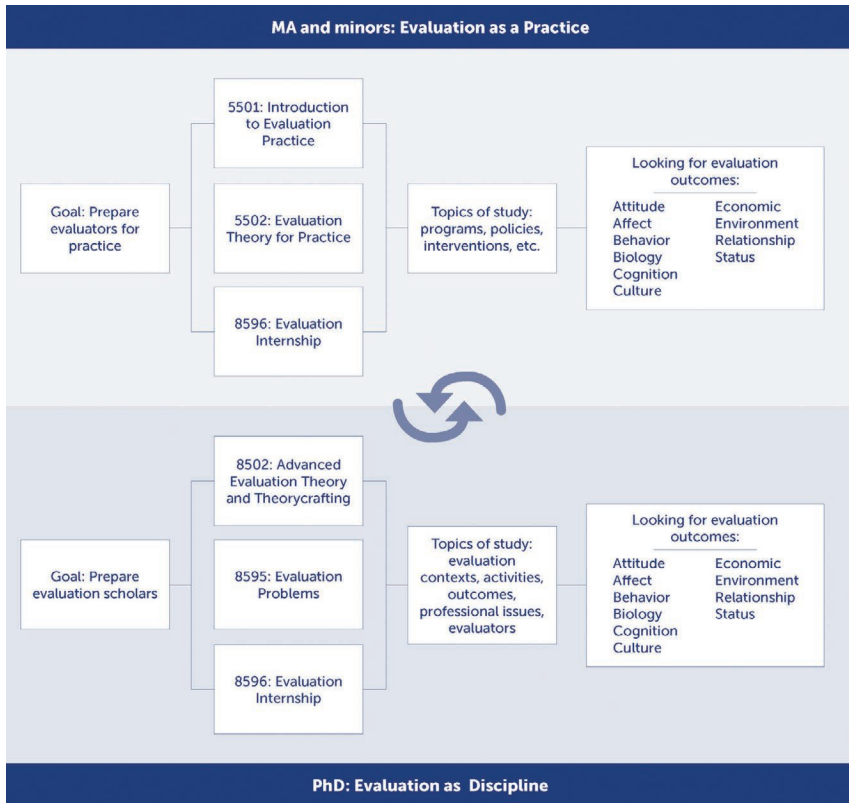 MA and minors: Evaluation as a Practice
5501: Introduction
to Evaluation
Practice
Goal: Prepare
evaluators for
practice
5502: Evaluation
Theory for Practice
8596: Evaluation
Internship
Topics of study:
programs, policies,
interventions, etc.
Looking for evaluation
outcomes:
Attitude
Affect
Behavior
Biology
Cognition
Culture
Economic
Environment
Relationship
Status
8502: Advanced
Evaluation Theory
and Theorycrafting
Goal: Prepare
evaluation scholars
8595: Evaluation
Problems
8596: Evaluation
Internship
Topics of study:
evaluation
contexts, activities,
outcomes,
professional issues,
evaluators
Looking for evaluation
outcomes:
Attitude
Affect
Behavior
Biology
Cognition
Culture
Economic
Environment
Relationship
Status
PhD: Evaluation as Discipline